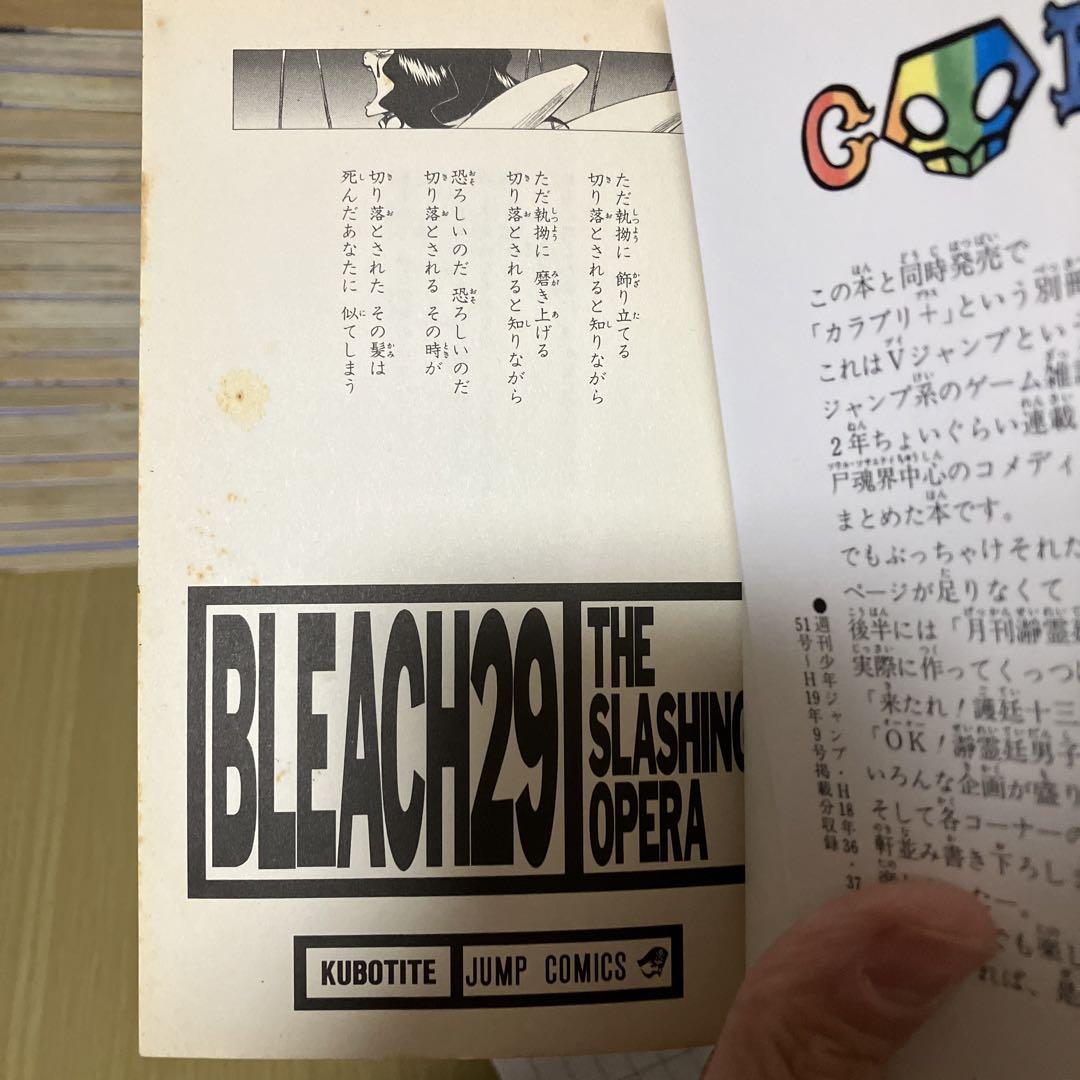 ただ執拗に 飾り立てる
切り落とされると知りながら
ただ執拗に 磨き上げる
切り落とされると知りながら
恐ろしいのだ 恐ろしいのだ
切り落とされる その時が
切り落とされた その髪は
死んだあなたに 似てしまう
BLEACH29
THE
SLASHING
OPERA
KUBOTITE
JUMP COMICS
この本と同時発売で
「カラブリ+」という別冊
これはVジャンプという
ジャンプ系のゲーム雑誌
2年ちょいぐらい連載
尸魂界中心のコメディ
まとめた本です。
でもぶっちゃけそれた
ページが足りなくて
後半には「月刊瀞霊
実際に作ってくっつ
「来たれ!護廷十三
「OK!瀞霊廷男子
いろんな企画が盛り
そして各コーナーの
軒並み書き下ろし
たー。
でも楽し
れば、是
●週刊少年ジャンプ・H18年36・37
51号〜H19年9号掲載分収録